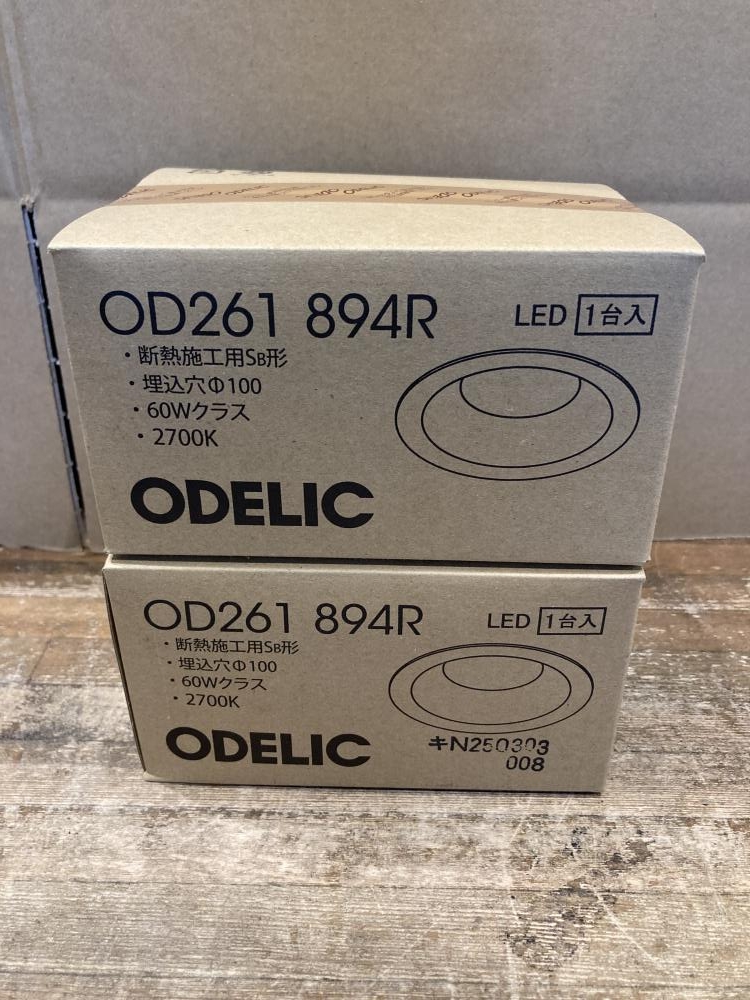 OD261 894R
LED 1台入
・断熱施工用SB形
・埋込穴Φ100
・60Wクラス
・2700K
ODELIC
OD261 894R
LED 1台入
・断熱施工用SB形
・埋込穴Φ100
・60Wクラス
・2700K
ODELIC
キN250303
008